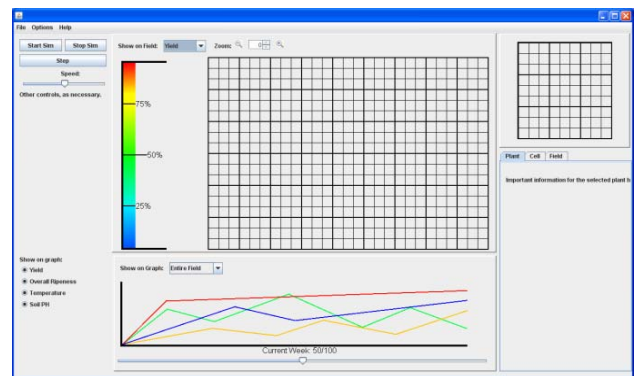 File Options Help
Start Sim Stop Sim
Step
Speed:
Other controls, as necessary.
Show on Field: Yield Zoom: 0
75%
50%
25%
Plant Cell Field
Important information for the selected plant h
Show on graph:
Yield
Overall Ripeness
Temperature
Soil PH
Show on Graph: Entire Field
Current Week: 50/100